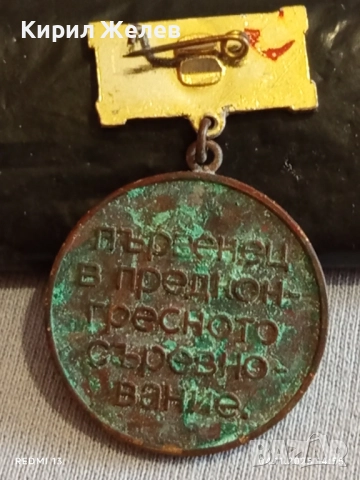 Кирил Желев
първенец
в предкон-
гресното
съревно-
вание.
REDMI 13